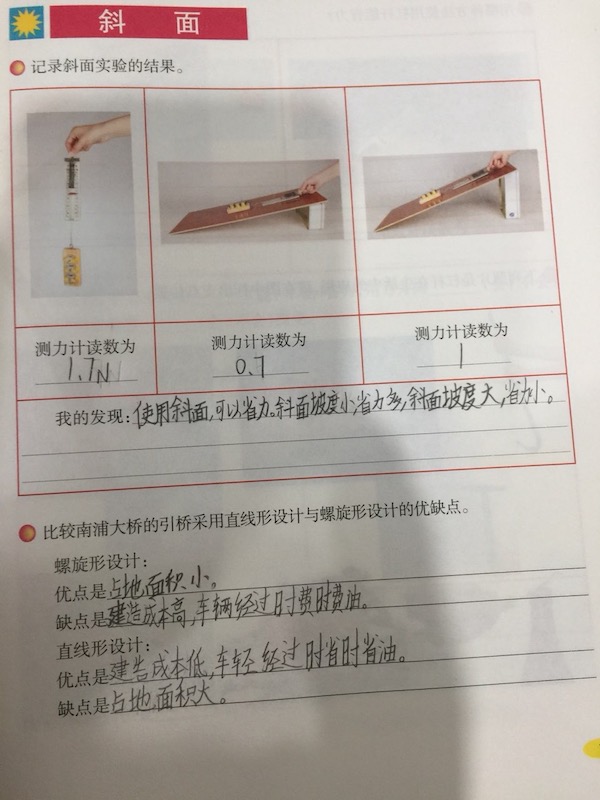 斜 面
记录斜面实验的结果。
测力计读数为 测力计读数为 测力计读数为
1.7N 0.7 1
我的发现：使用斜面,可以省力。斜面坡度小,省力多,斜面坡度大,省力小。
比较南浦大桥的引桥采用直线形设计与螺旋形设计的优缺点。
螺旋形设计：
优点是占地面积小。
缺点是建造成本高,车辆经过时费时费油。
直线形设计：
优点是建告成本低,车轻经过时省时省油。
缺点是占地面积大。